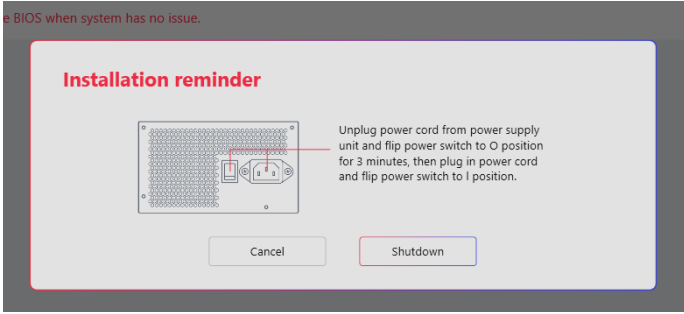 e BIOS when system has no issue.
Installation reminder
Unplug power cord from power supply
unit and flip power switch to O position
for 3 minutes, then plug in power cord
and flip power switch to I position.
Cancel
Shutdown